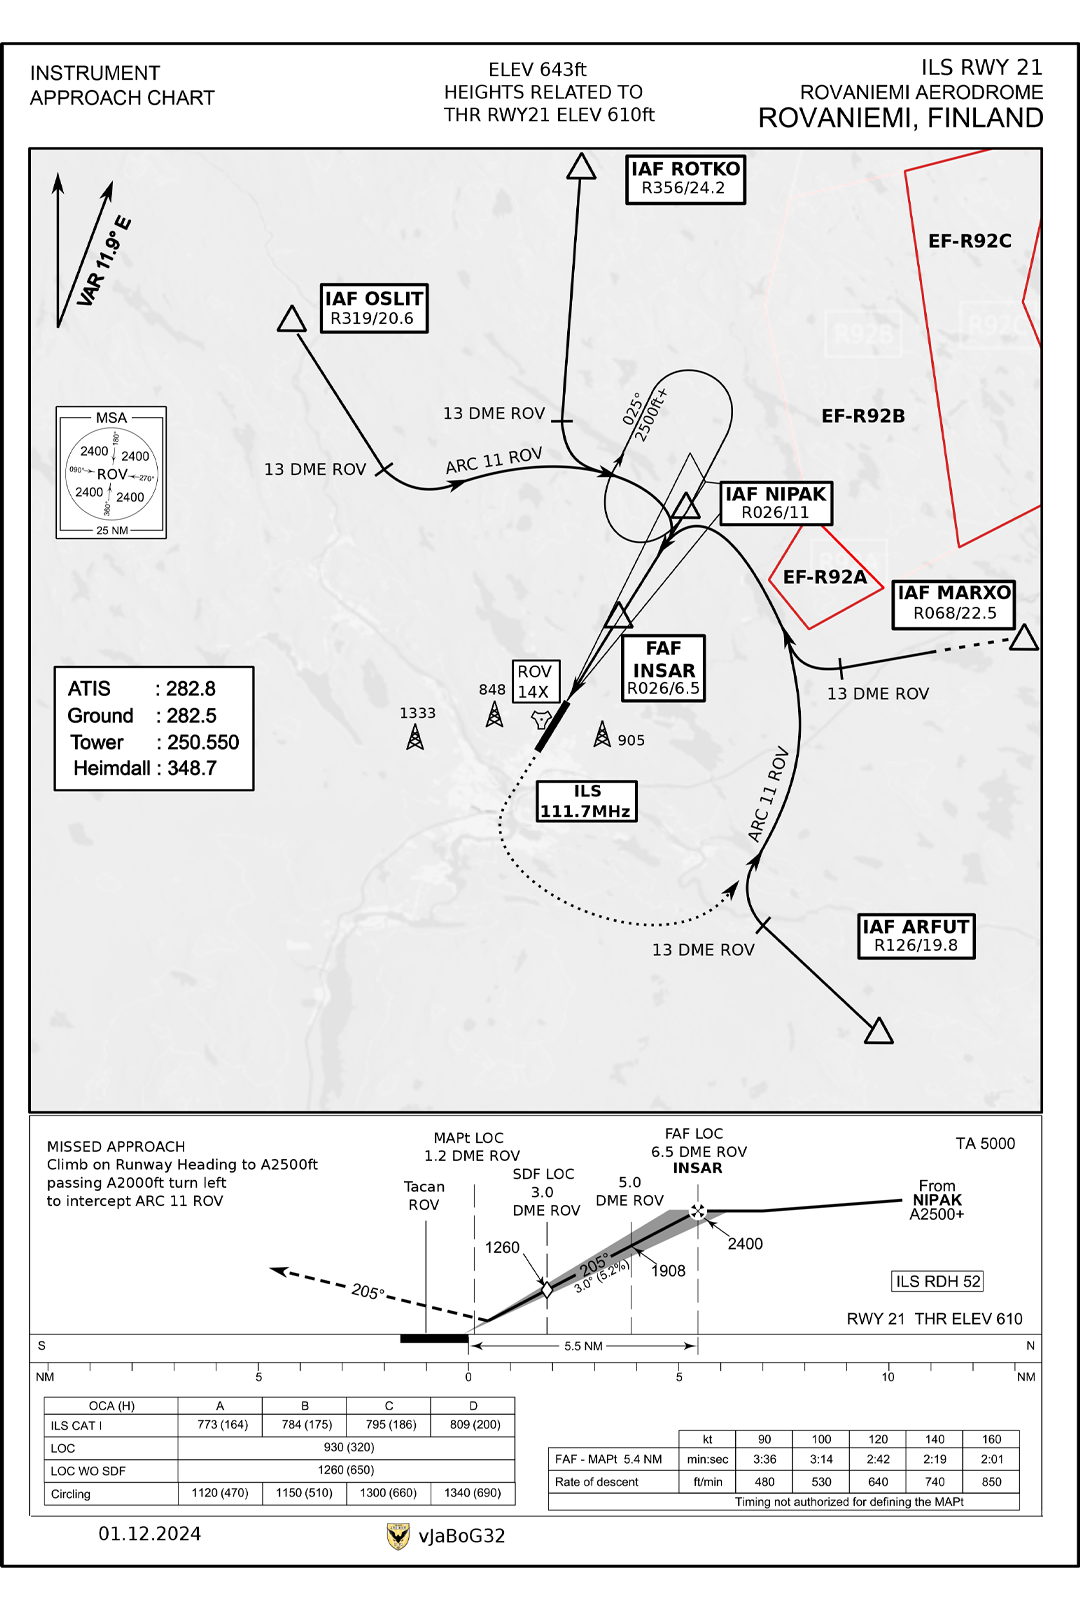 INSTRUMENT
APPROACH CHART
ELEV 643ft
HEIGHTS RELATED TO
THR RWY21 ELEV 610ft
ILS RWY 21
ROVANIEMI AERODROME
ROVANIEMI, FINLAND
VAR 11.9° E
IAF ROTKO
R356/24.2
EF-R92C
IAF OSLIT
R319/20.6
R92B
R92C
EF-R92B
025°
2500ft+
13 DME ROV
ARC 11 ROV
13 DME ROV
MSA
180°
2400
2400
090°
ROV
270°
2400
2400
360°
25 NM
IAF NIPAK
R026/11
EF-R92A
IAF MARXO
R068/22.5
13 DME ROV
FAF
INSAR
R026/6.5
ROV
14X
848
1333
905
ATIS : 282.8
Ground : 282.5
Tower : 250.550
Heimdall : 348.7
ILS
111.7MHz
ARC 11 ROV
13 DME ROV
IAF ARFUT
R126/19.8
MISSED APPROACH
Climb on Runway Heading to A2500ft
passing A2000ft turn left
to intercept ARC 11 ROV
Tacan
ROV
MAPt LOC
1.2 DME ROV
SDF LOC
3.0
DME ROV
5.0
DME ROV
FAF LOC
6.5 DME ROV
INSAR
TA 5000
From
NIPAK
A2500+
1260
205°
3.0° (5.2%)
1908
2400
205°
ILS RDH 52
RWY 21 THR ELEV 610
S
5.5 NM
N
NM
5
0
5
10
NM
OCA (H) A B C D
ILS CAT I 773 (164) 784 (175) 795 (186) 809 (200)
LOC 930 (320)
LOC WO SDF 1260 (650)
Circling 1120 (470) 1150 (510) 1300 (660) 1340 (690)
kt 90 100 120 140 160
FAF - MAPt 5.4 NM min:sec 3:36 3:14 2:42 2:19 2:01
Rate of descent ft/min 480 530 640 740 850
Timing not authorized for defining the MAPt
01.12.2024
vJaBoG32